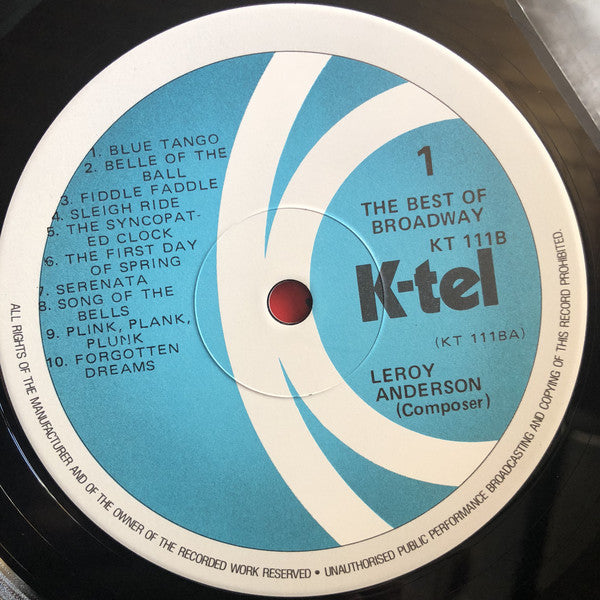 1. BLUE TANGO
2. BELLE OF THE
BALL
3. FIDDLE FADDLE
4. SLEIGH RIDE
5. THE SYNCOPAT-
ED CLOCK
6. THE FIRST DAY
OF SPRING
7. SERENATA
8. SONG OF THE
BELLS
9. PLINK, PLANK,
PLUNK
10. FORGOTTEN
DREAMS
1
THE BEST OF
BROADWAY
KT 111B
K-tel
(KT 111BA)
LEROY
ANDERSON
(Composer)
ALL RIGHTS OF THE MANUFACTURER AND OF THE OWNER OF THE RECORDED WORK RESERVED • UNAUTHORISED PUBLIC PERFORMANCE BROADCASTING AND COPYING OF THIS RECORD PROHIBITED.